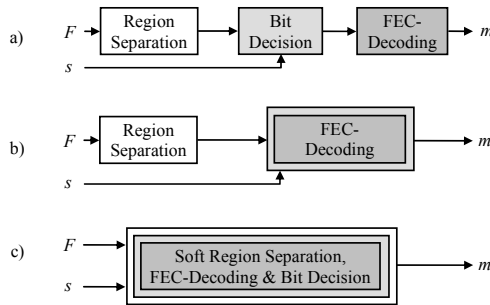 a)
F
Region
Separation
Bit
Decision
FEC-
Decoding
m
s
b)
F
Region
Separation
FEC-
Decoding
m
s
c)
F
Soft Region Separation,
FEC-Decoding & Bit Decision
m
s